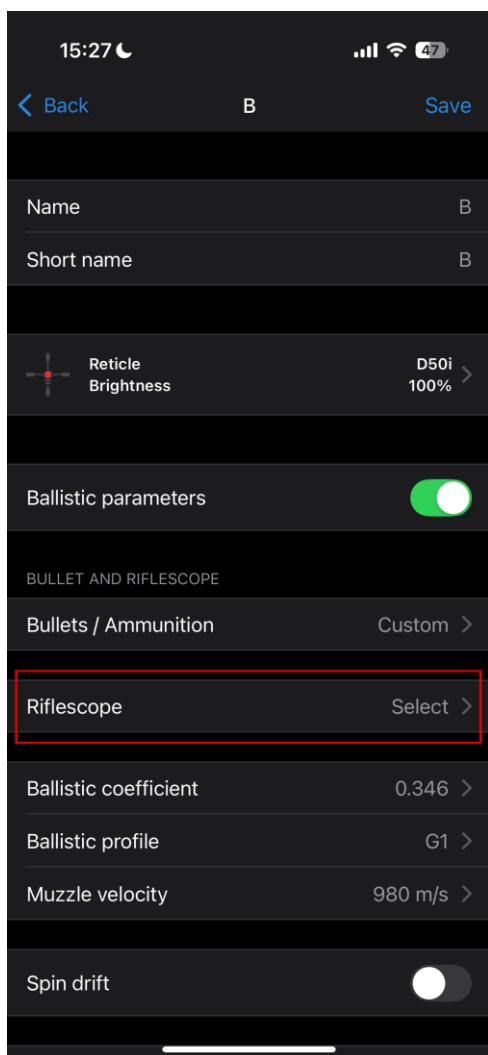 15:27
47
Back B Save
Name B
Short name B
Reticle D50i
Brightness 100%
Ballistic parameters
BULLET AND RIFLESCOPE
Bullets / Ammunition Custom
Riflescope Select
Ballistic coefficient 0.346
Ballistic profile G1
Muzzle velocity 980 m/s
Spin drift